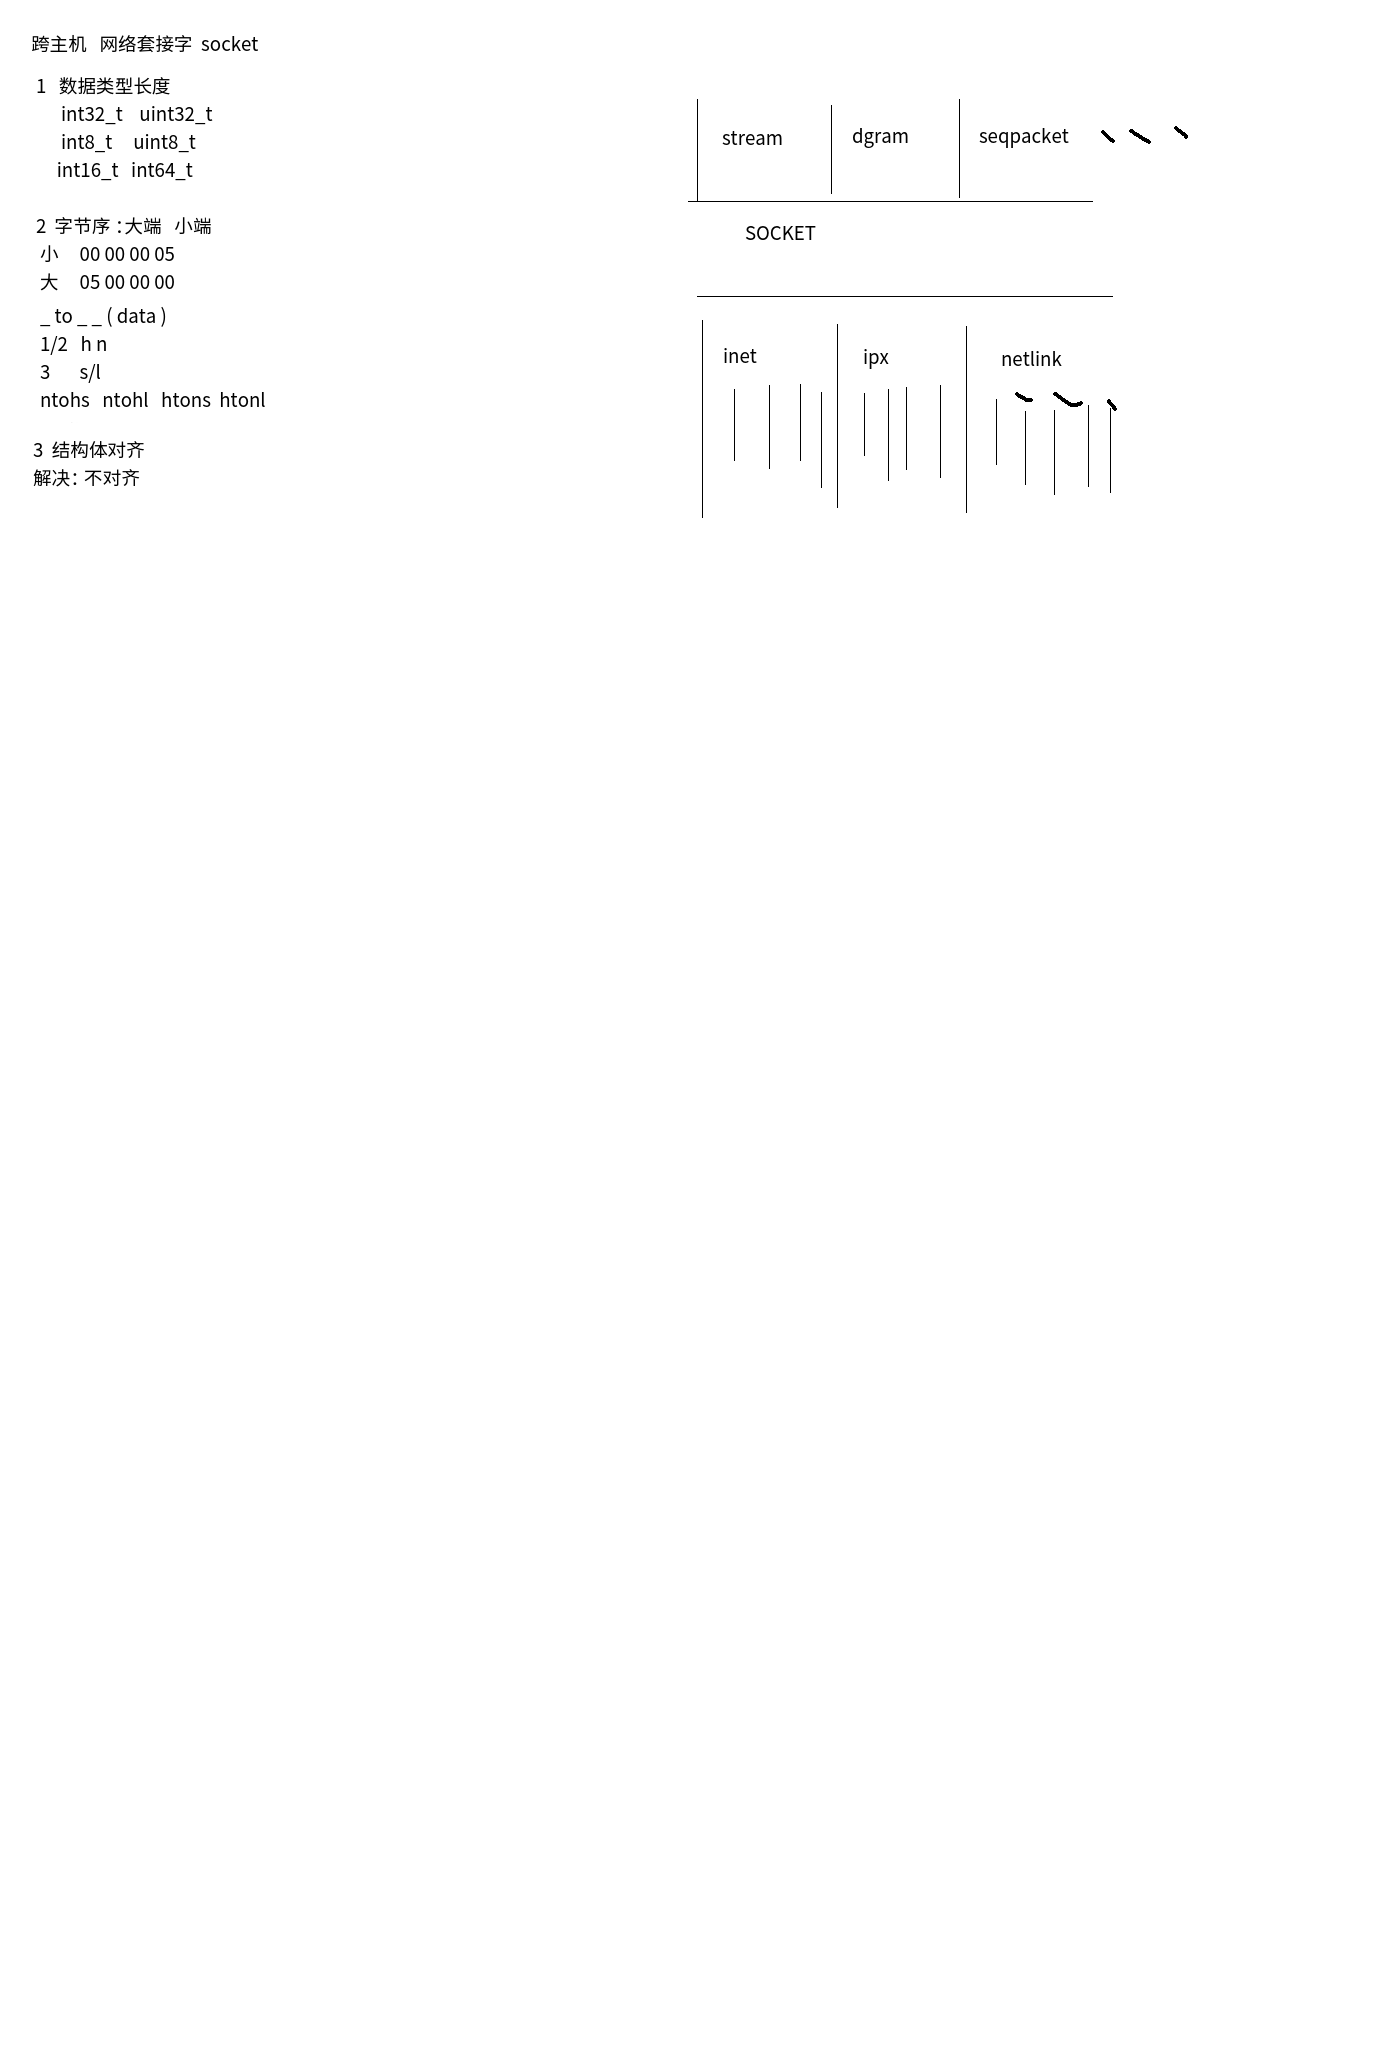 跨主机 网络套接字 socket
1 数据类型长度
int32_t uint32_t
int8_t uint8_t
int16_t int64_t
2 字节序 : 大端 小端
小 00 00 00 05
大 05 00 00 00
_ to _ _ ( data )
1/2 h n
3 s/l
ntohs ntohl htons htonl
3 结构体对齐
解决: 不对齐
stream dgram seqpacket
SOCKET
inet ipx netlink